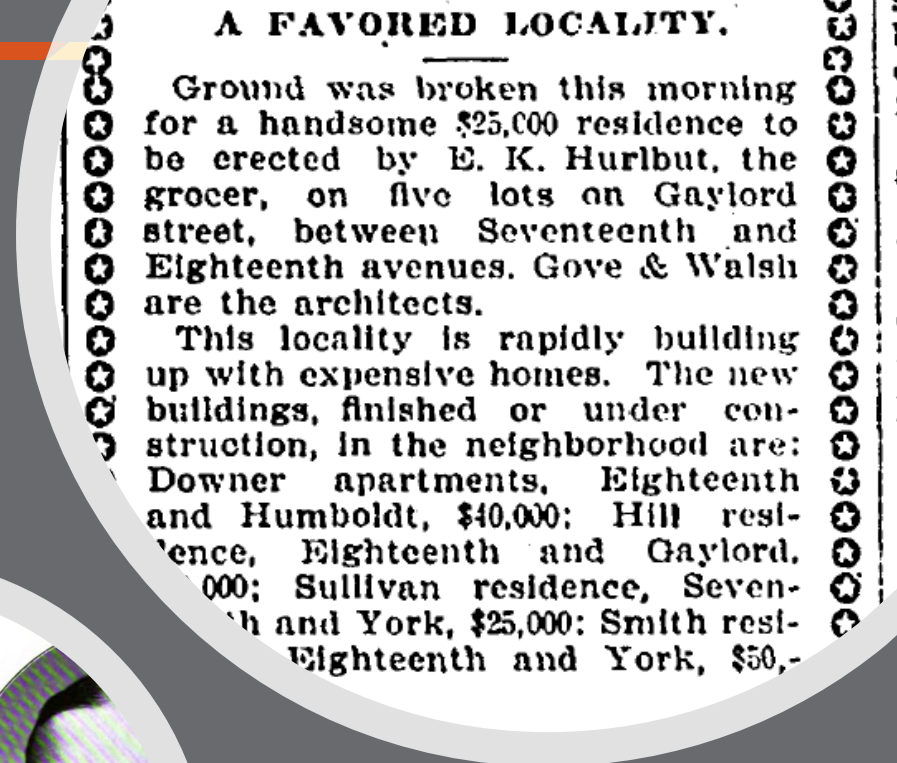 A FAVORED LOCALITY.
Ground was broken this morning
for a handsome $25,000 residence to
be erected by E. K. Hurlbut, the
grocer, on five lots on Gaylord
street, between Seventeenth and
Eighteenth avenues. Gove & Walsh
are the architects.
This locality is rapidly building
up with expensive homes. The new
buildings, finished or under con-
struction, in the neighborhood are:
Downer apartments, Eighteenth
and Humboldt, $40,000; Hill resi-
dence, Eighteenth and Gaylord,
,000; Sullivan residence, Seven-
th and York, $25,000; Smith resi-
Eighteenth and York, $50,-